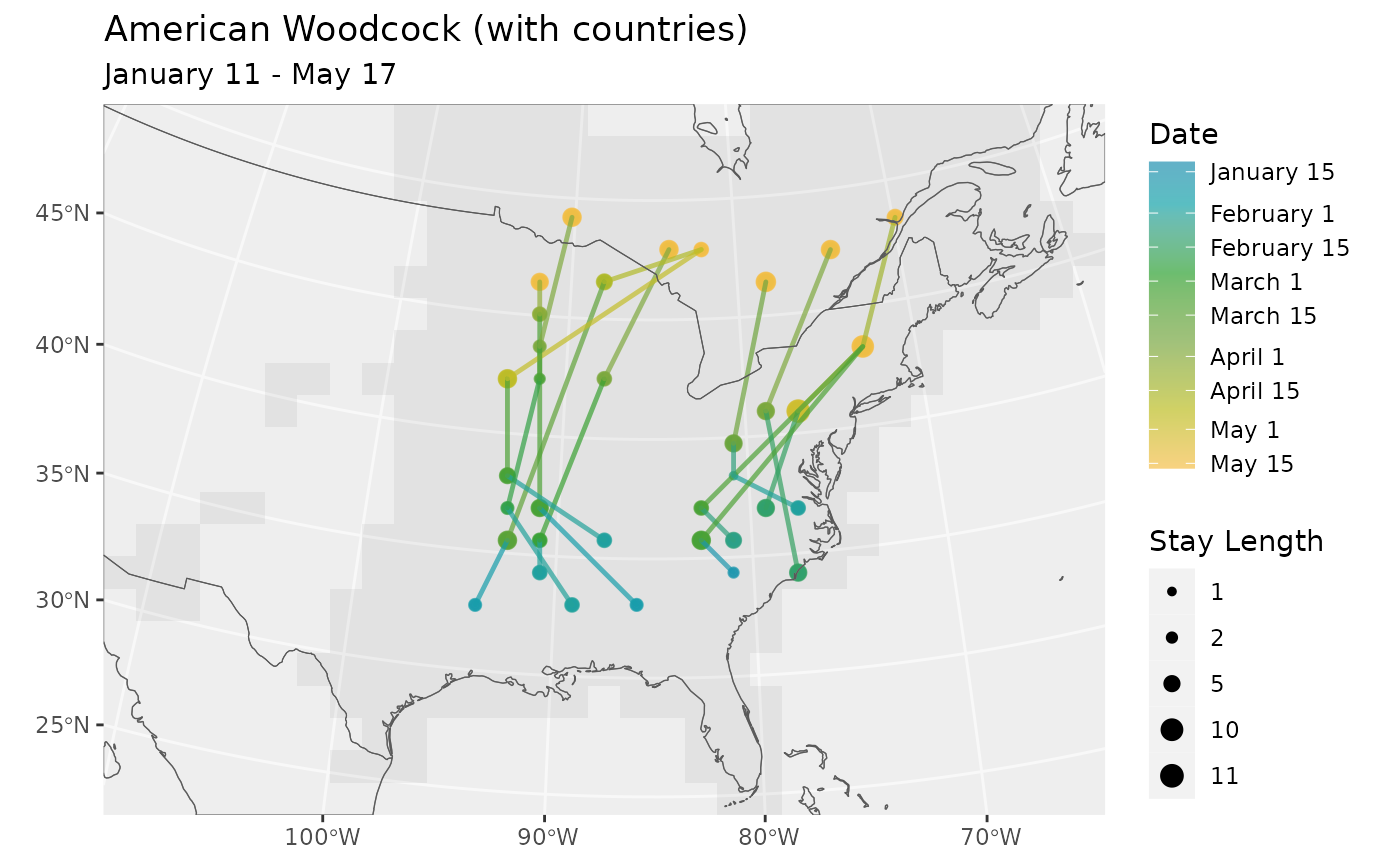 American Woodcock (with countries)
January 11 - May 17
45°N
40°N
35°N
30°N
25°N
100°W
90°W
80°W
70°W
Date
January 15
February 1
February 15
March 1
March 15
April 1
April 15
May 1
May 15
Stay Length
1
2
5
10
11